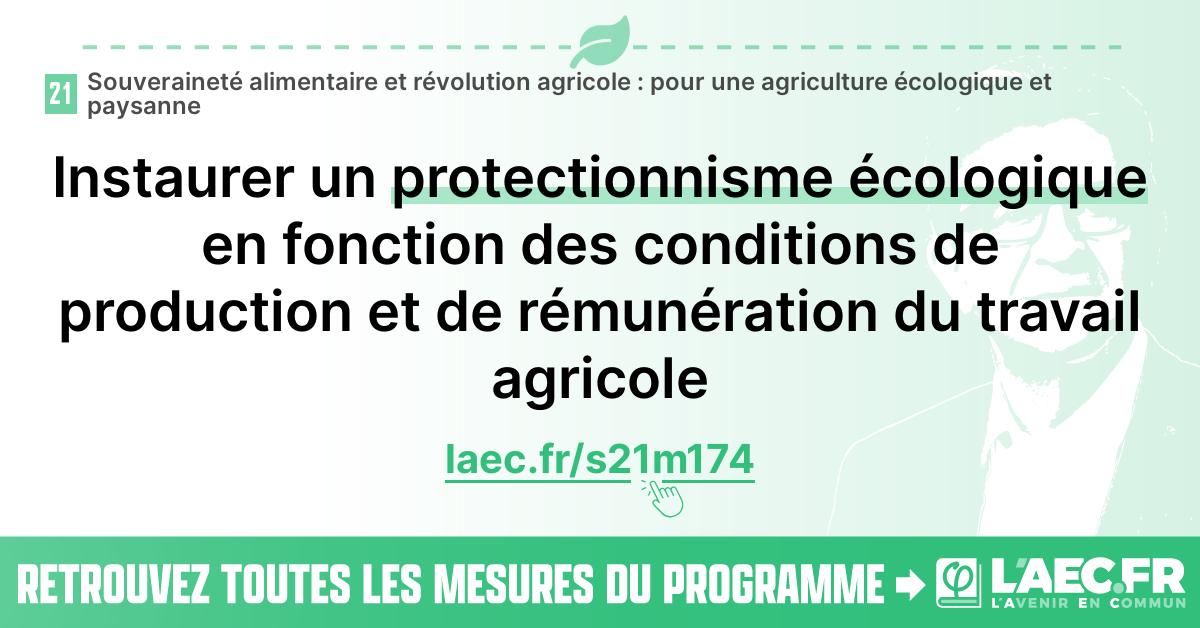 21
Souveraineté alimentaire et révolution agricole : pour une agriculture écologique et
paysanne
Instaurer un protectionnisme écologique
en fonction des conditions de
production et de rémunération du travail
agricole
laec.fr/s21m174
RETROUVEZ TOUTES LES MESURES DU PROGRAMME
φ
L'AEC.FR
L'AVENIR EN COMMUN